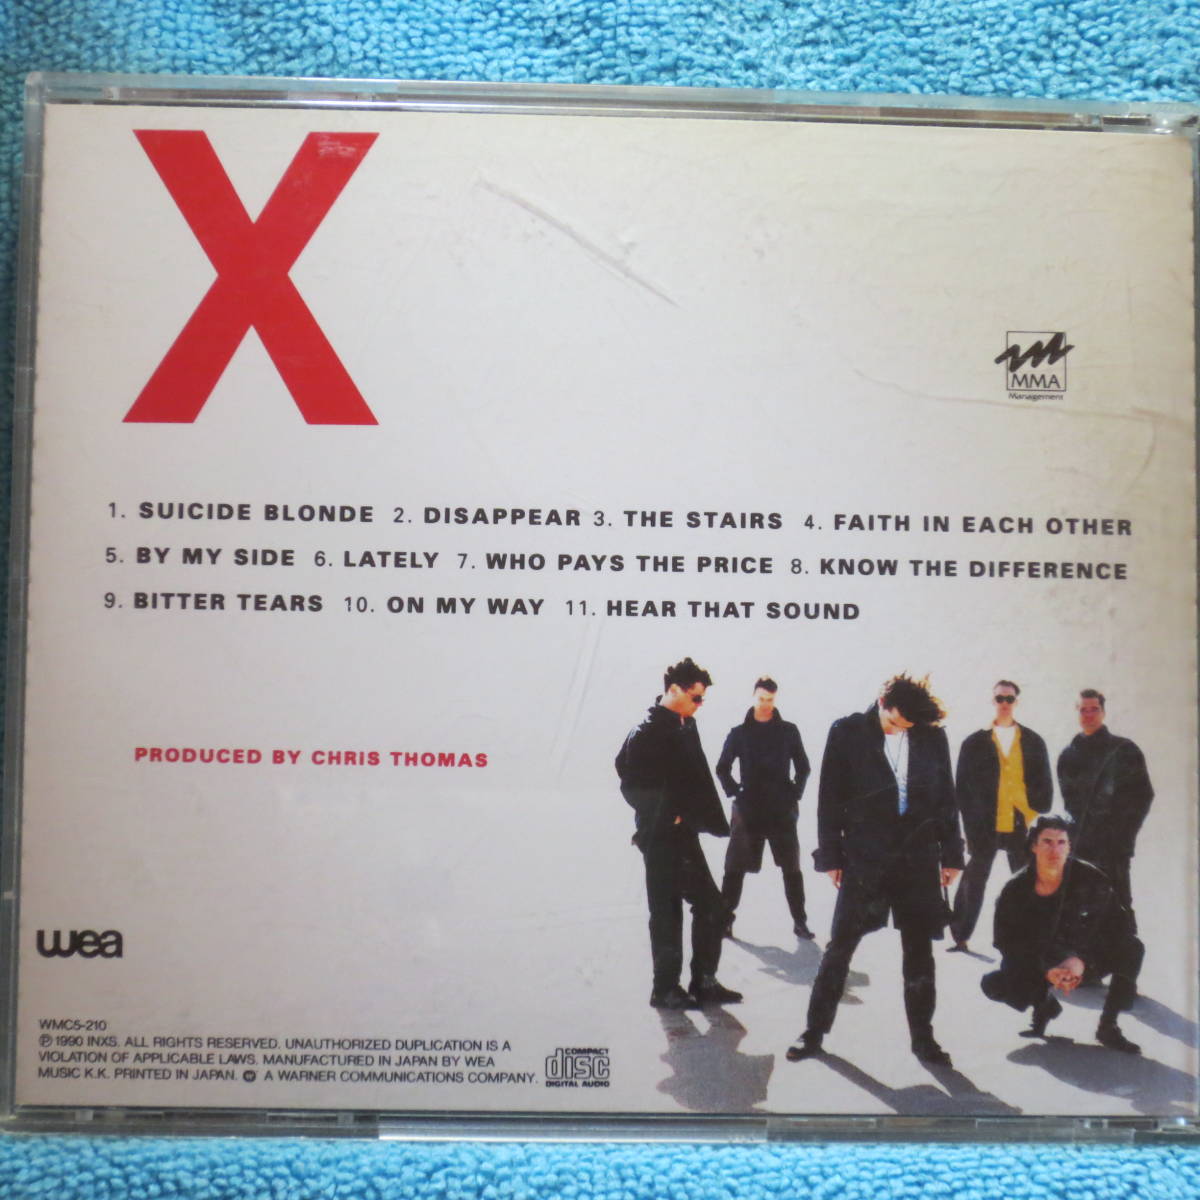 X
MMA
Management
1. SUICIDE BLONDE 2. DISAPPEAR 3. THE STAIRS 4. FAITH IN EACH OTHER
5. BY MY SIDE 6. LATELY 7. WHO PAYS THE PRICE 8. KNOW THE DIFFERENCE
9. BITTER TEARS 10. ON MY WAY 11. HEAR THAT SOUND
PRODUCED BY CHRIS THOMAS
wea
WMC5-210
℗ 1990 INXS. ALL RIGHTS RESERVED. UNAUTHORIZED DUPLICATION IS A
VIOLATION OF APPLICABLE LAWS. MANUFACTURED IN JAPAN BY WEA
MUSIC K.K. PRINTED IN JAPAN. A WARNER COMMUNICATIONS COMPANY.
COMPACT
disc
DIGITAL AUDIO